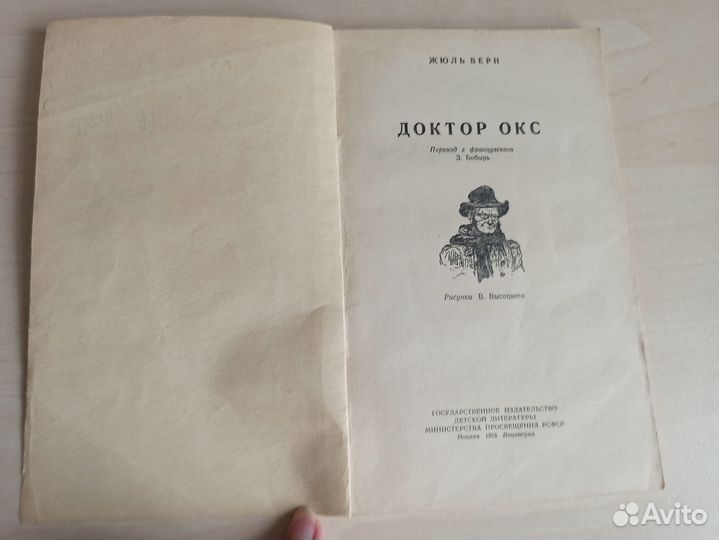 ЖЮЛЬ ВЕРН
ДОКТОР ОКС
Перевод с французского
З. Бобырь
Рисунки В. Высоцкого
ГОСУДАРСТВЕННОЕ ИЗДАТЕЛЬСТВО
ДЕТСКОЙ ЛИТЕРАТУРЫ
МИНИСТЕРСТВА ПРОСВЕЩЕНИЯ РСФСР
Москва 1953 Ленинград
Avito